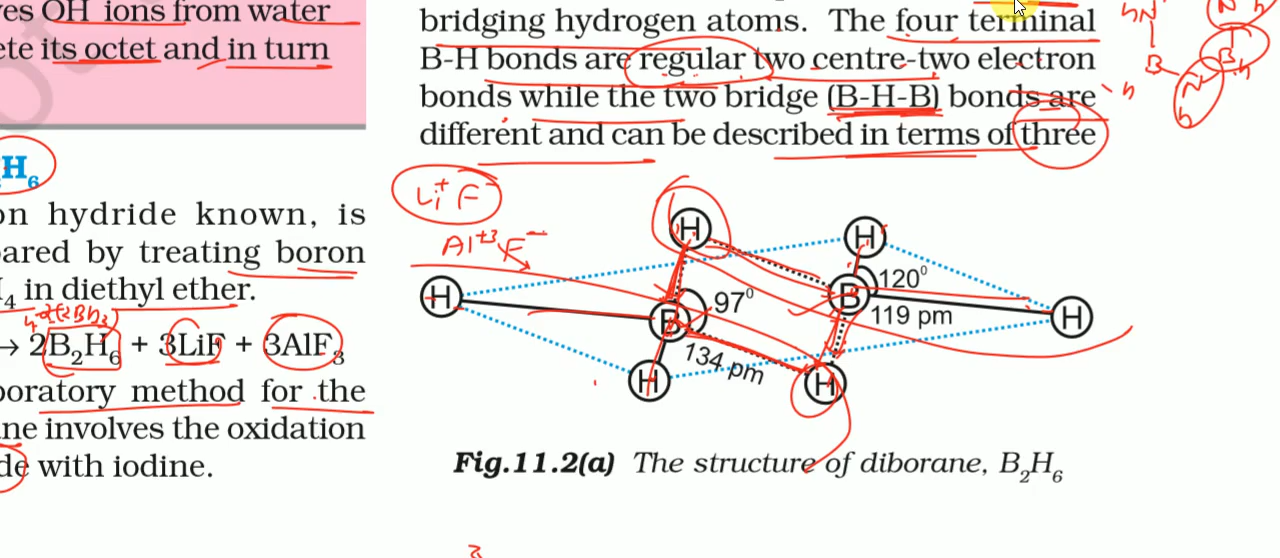 es OH ions from water
ete its octet and in turn
H6
on hydride known, is
ared by treating boron
4 in diethyl ether.
→ 2B2H6 + 3LiF + 3AlF3
oratory method for the
ne involves the oxidation
de with iodine.
bridging hydrogen atoms. The four terminal
B-H bonds are regular two centre-two electron
bonds while the two bridge (B-H-B) bonds are
different and can be described in terms of three
Li+ F-
Al+3 F-
H
H
H
B
97°
B
120°
119 pm
H
134 pm
H
H
Fig.11.2(a) The structure of diborane, B2H6